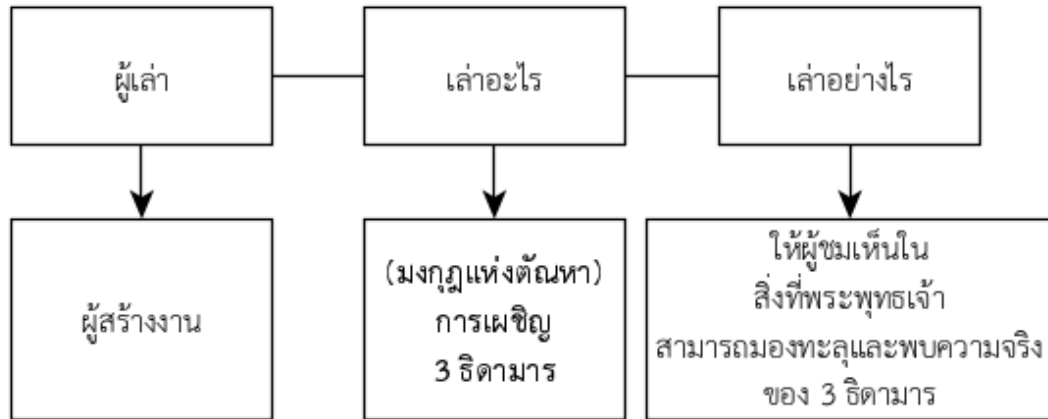 ผู้เล่า
เล่าอะไร
เล่าอย่างไร
ผู้สร้างงาน
(มงกุฎแห่งตัณหา)
การเผชิญ
3 ธิดามาร
ให้ผู้ชมเห็นใน
สิ่งที่พระพุทธเจ้า
สามารถมองทะลุและพบความจริง
ของ 3 ธิดามาร